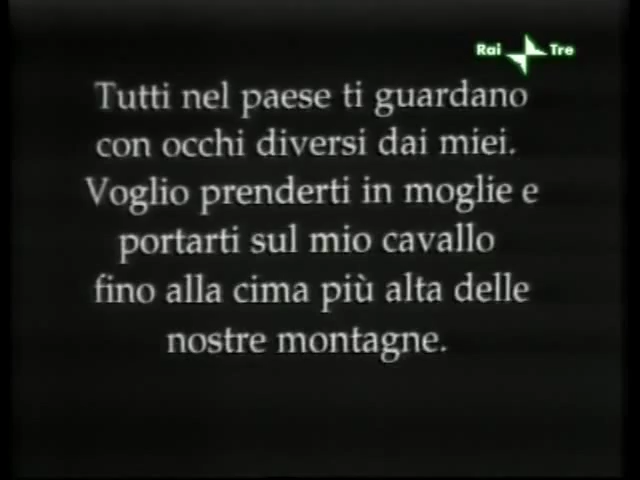 Rai Tre
Tutti nel paese ti guardano
con occhi diversi dai miei.
Voglio prenderti in moglie e
portarti sul mio cavallo
fino alla cima più alta delle
nostre montagne.